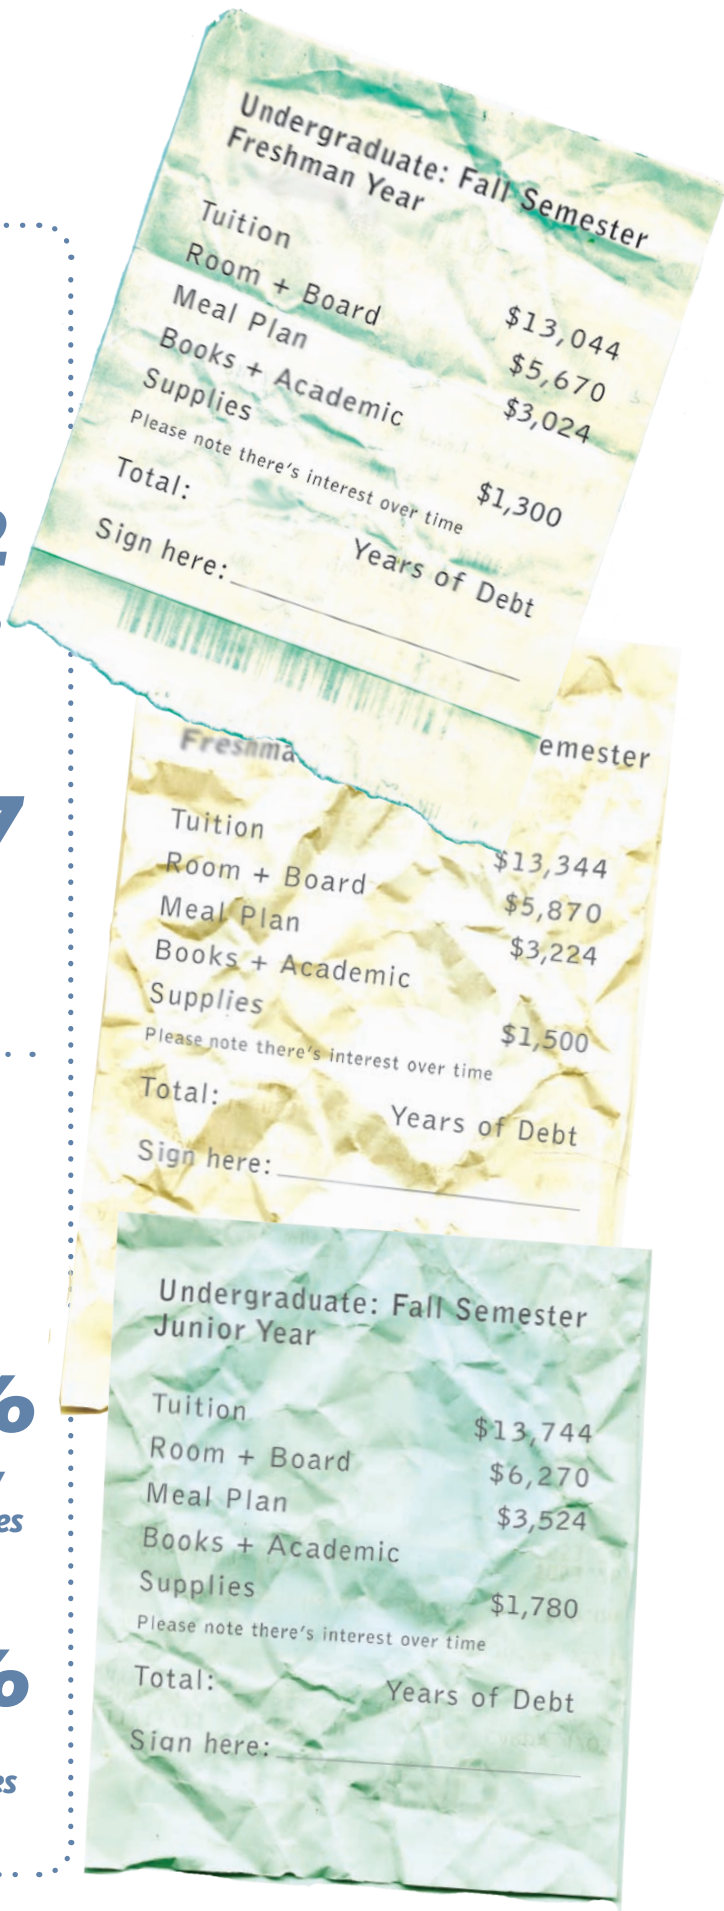 Undergraduate: Fall Semester
Freshman Year
Tuition
$13,044
Room + Board
$5,670
Meal Plan
$3,024
Books + Academic
Supplies
$1,300
Please note there's interest over time
Total:
Years of Debt
Sign here:
emester
Freshma
Tuition
$13,344
Room + Board
$5,870
Meal Plan
$3,224
Books + Academic
Supplies
$1,500
Please note there's interest over time
Total:
Years of Debt
Sign here:
Undergraduate: Fall Semester
Junior Year
Tuition
$13,744
Room + Board
$6,270
Meal Plan
$3,524
Books + Academic
Supplies
$1,780
Please note there's interest over time
Total:
Years of Debt
Sign here:
2
7
%
es
%
es